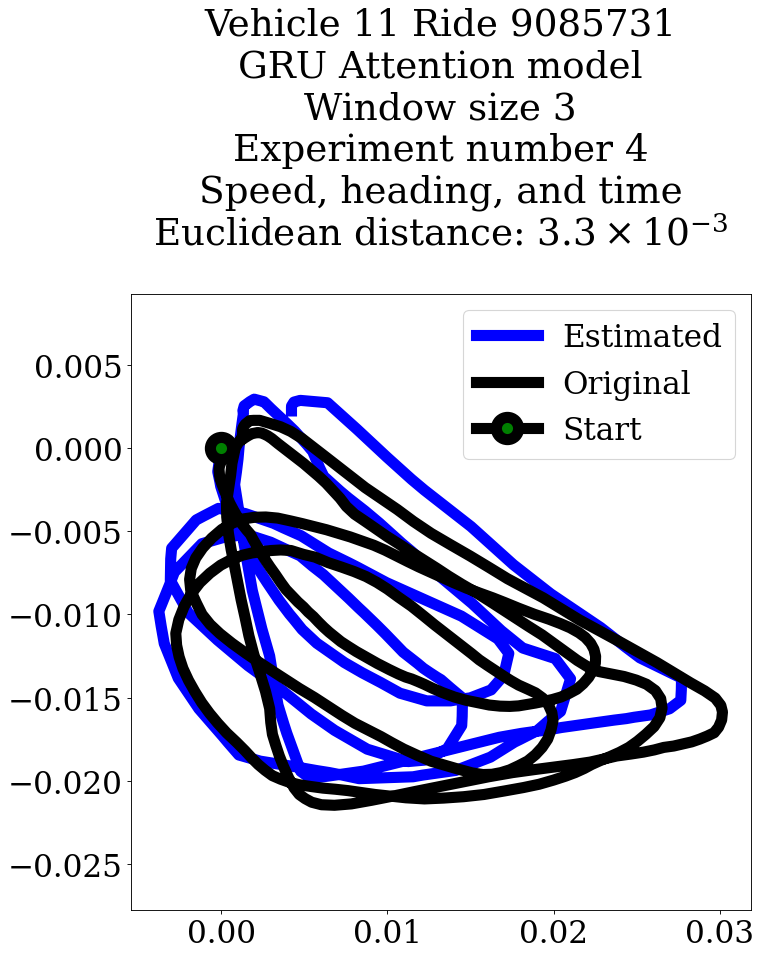 Vehicle 11 Ride 9085731
GRU Attention model
Window size 3
Experiment number 4
Speed, heading, and time
Euclidean distance: 3.3 × 10⁻³
Estimated
Original
Start
0.005
0.000
−0.005
−0.010
−0.015
−0.020
−0.025
0.00
0.01
0.02
0.03